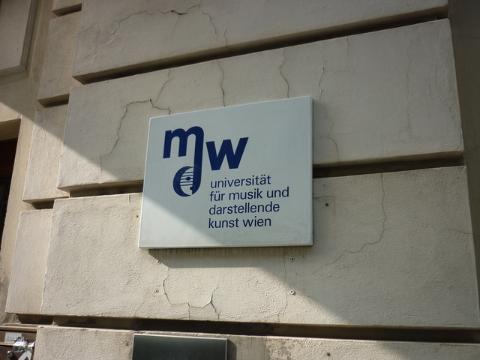 mdw
universität
für musik und
darstellende
kunst wien